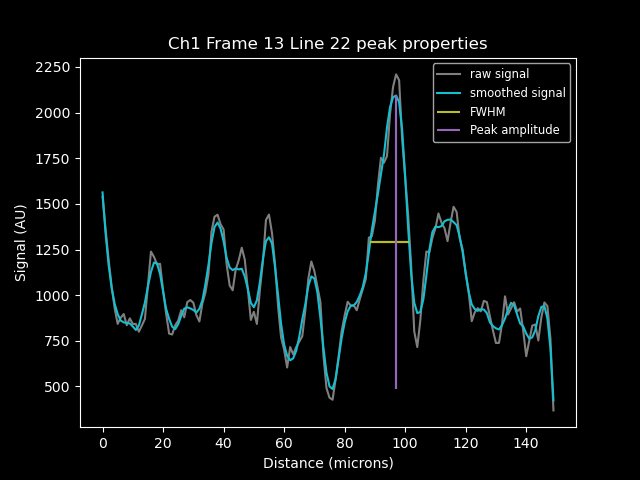 Ch1 Frame 13 Line 22 peak properties
2250
2000
1750
1500
1250
1000
750
500
Signal (AU)
raw signal
smoothed signal
FWHM
Peak amplitude
0 20 40 60 80 100 120 140
Distance (microns)